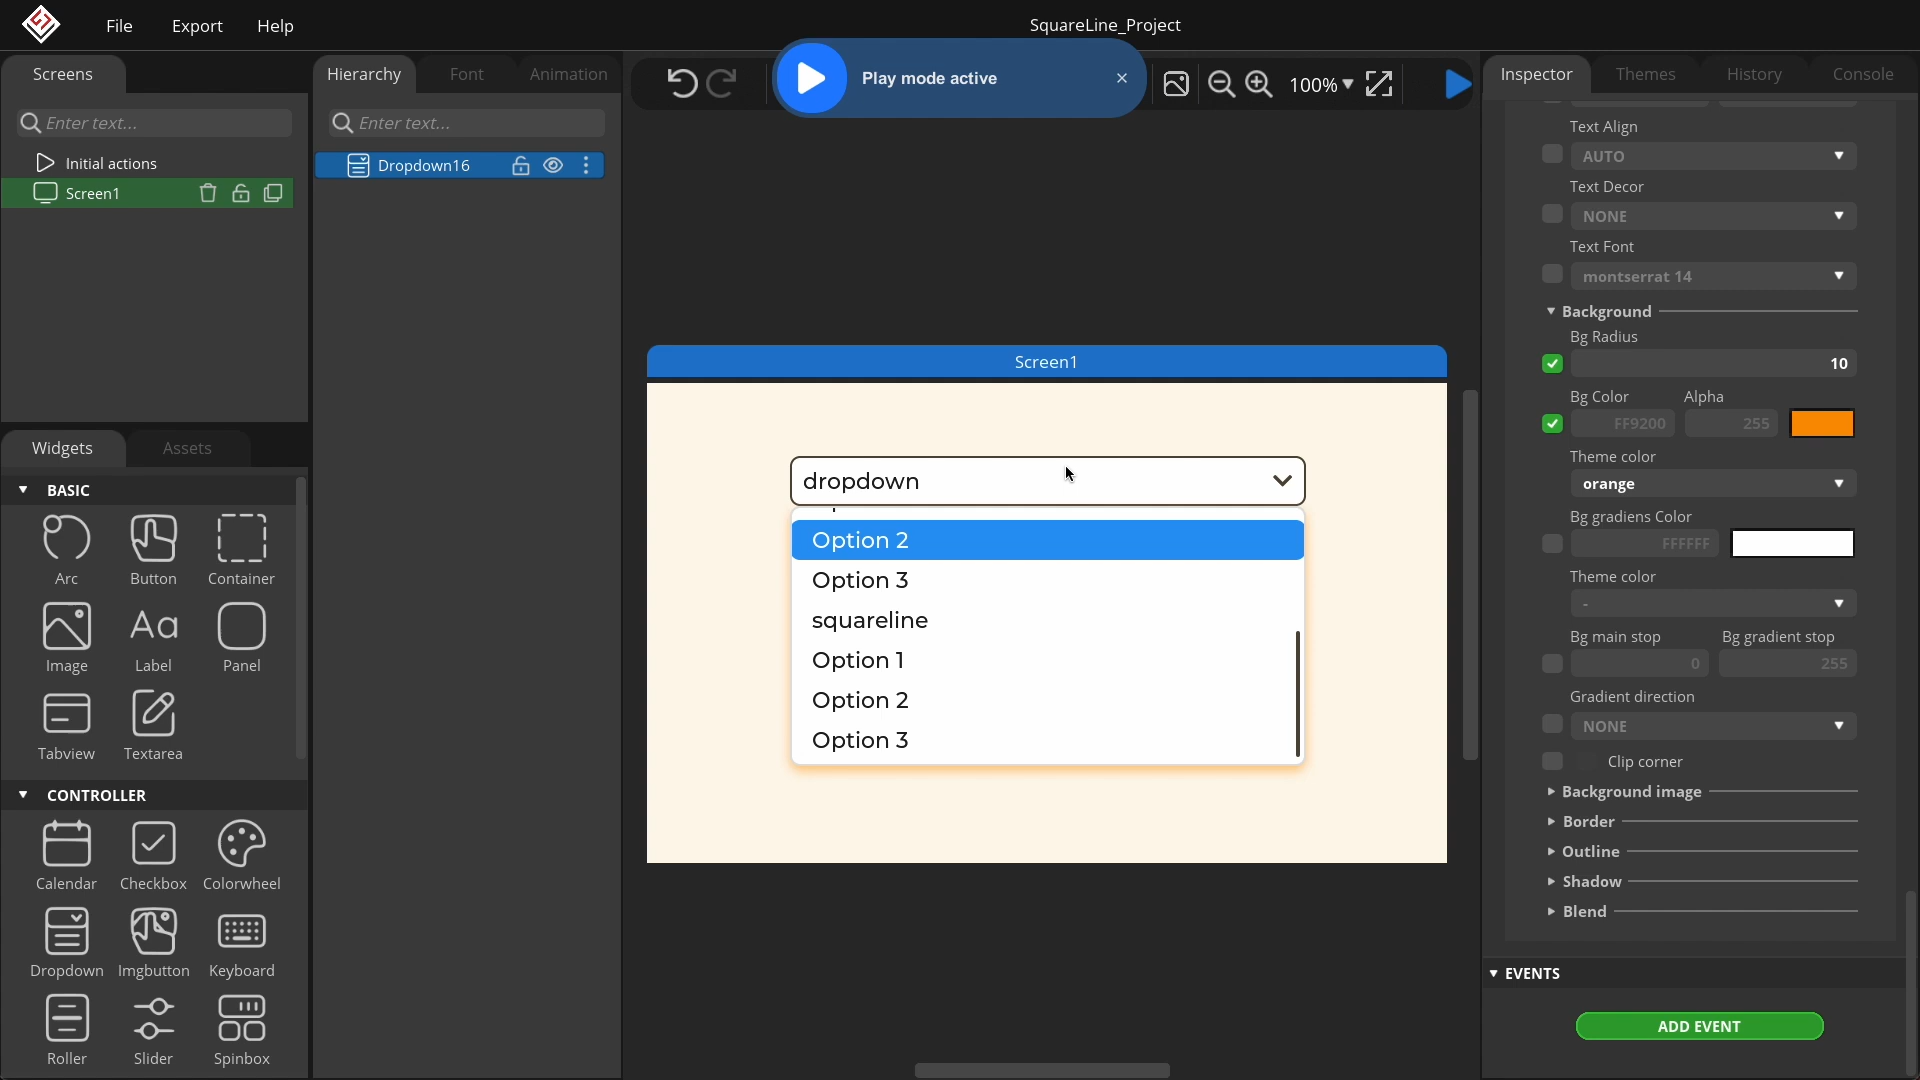 File Export Help
SquareLine_Project
Screens
Hierarchy Font Animation
Play mode active
100%
Inspector Themes History Console
Enter text...
Initial actions
Screen1
Enter text...
Dropdown16
Widgets Assets
BASIC
Arc Button Container
Image Label Panel
Tabview Textarea
CONTROLLER
Calendar Checkbox Colorwheel
Dropdown Imgbutton Keyboard
Roller Slider Spinbox
Screen1
dropdown
Option 2
Option 3
squareline
Option 1
Option 2
Option 3
Text Align
AUTO
Text Decor
NONE
Text Font
montserrat 14
Background
Bg Radius
10
Bg Color Alpha
FF9200 255
Theme color
orange
Bg gradiens Color
FFFFFF
Theme color
-
Bg main stop Bg gradient stop
0 255
Gradient direction
NONE
Clip corner
Background image
Border
Outline
Shadow
Blend
EVENTS
ADD EVENT